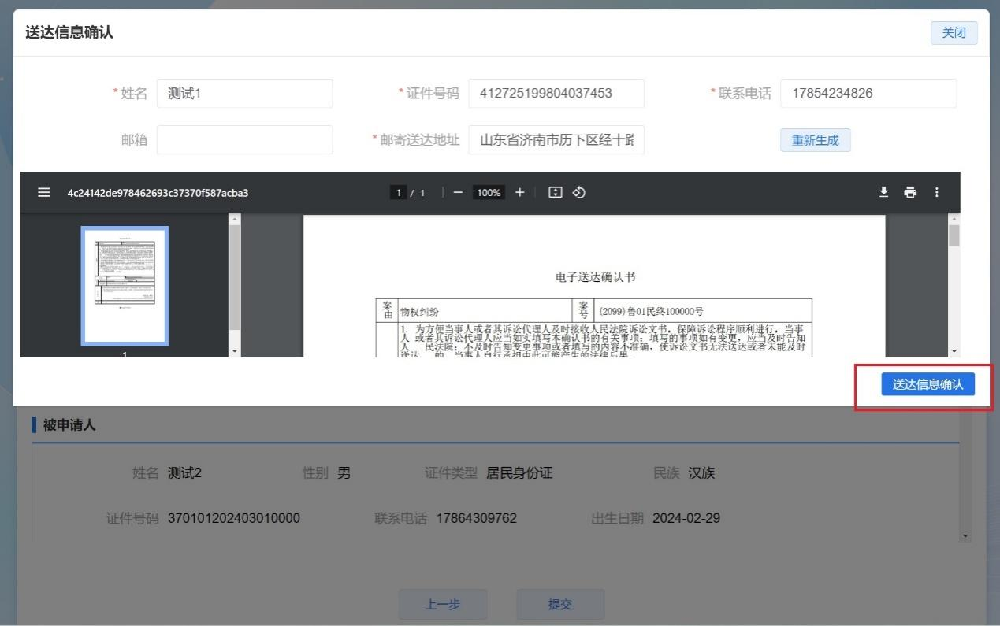 送达信息确认
关闭
*姓名 测试1 *证件号码 412725199804037453 *联系电话 17854234826
邮箱 *邮寄送达地址 山东省济南市历下区经十路 重新生成
4c24142de978462693c37370f587acba3 1 / 1 — 100% +
电子送达确认书
案由 物权纠纷 案号 (2099)鲁01民终100000号
1. 为方便当事人或者其诉讼代理人及时接收人民法院诉讼文书，保障诉讼程序顺利进行，当事
人 或者其诉讼代理人应当如实填写本确认书的有关事项；填写的事项如有变更，应当及时告知
人 民法院；不及时告知变更事项或者填写的内容不准确，使诉讼文书无法送达或者未能及时
送达 的，当事人自行承担由此可能产生的法律后果。
1
送达信息确认
被申请人
姓名 测试2 性别 男 证件类型 居民身份证 民族 汉族
证件号码 370101202403010000 联系电话 17864309762 出生日期 2024-02-29
上一步 提交